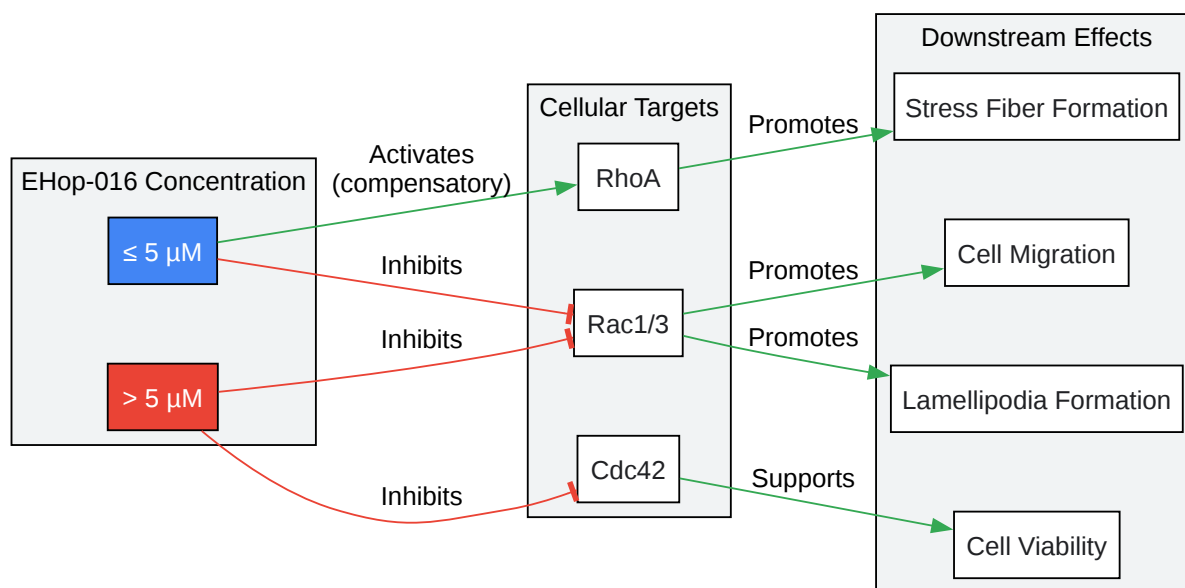 EHop-016 Concentration
≤ 5 µM
> 5 µM
Activates
(compensatory)
Inhibits
Inhibits
Inhibits
Cellular Targets
RhoA
Rac1/3
Cdc42
Promotes
Promotes
Promotes
Supports
Downstream Effects
Stress Fiber Formation
Cell Migration
Lamellipodia Formation
Cell Viability